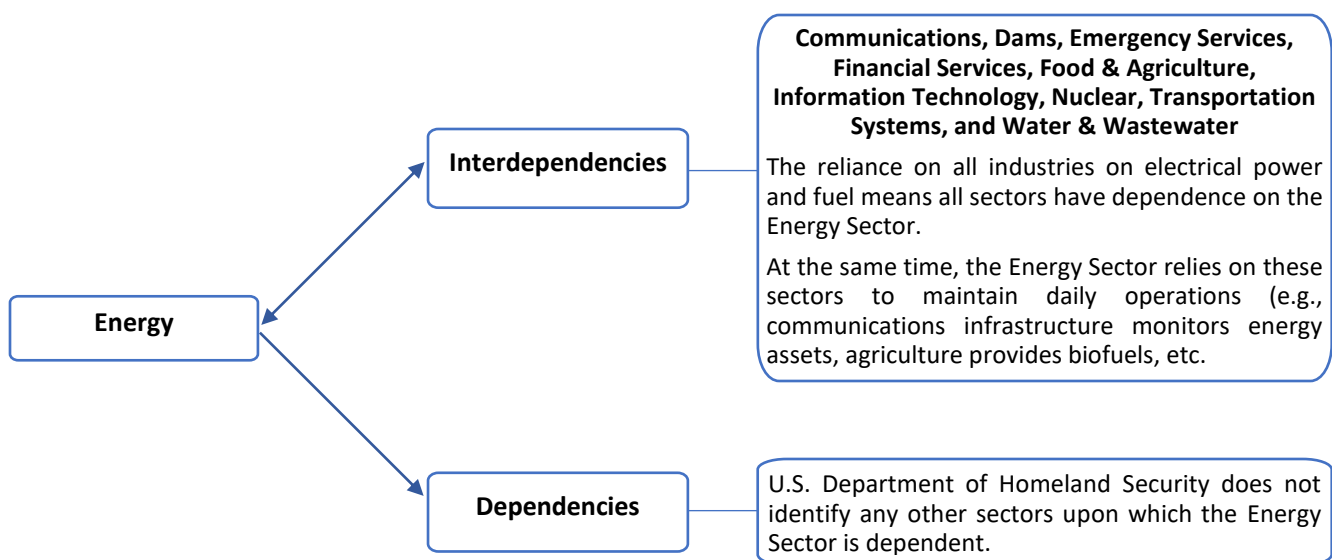 Communications, Dams, Emergency Services,
Financial Services, Food & Agriculture,
Information Technology, Nuclear, Transportation
Systems, and Water & Wastewater
Interdependencies
The reliance on all industries on electrical power
and fuel means all sectors have dependence on the
Energy Sector.
At the same time, the Energy Sector relies on these
sectors to maintain daily operations (e.g.,
communications infrastructure monitors energy
assets, agriculture provides biofuels, etc.
Energy
Dependencies
U.S. Department of Homeland Security does not
identify any other sectors upon which the Energy
Sector is dependent.